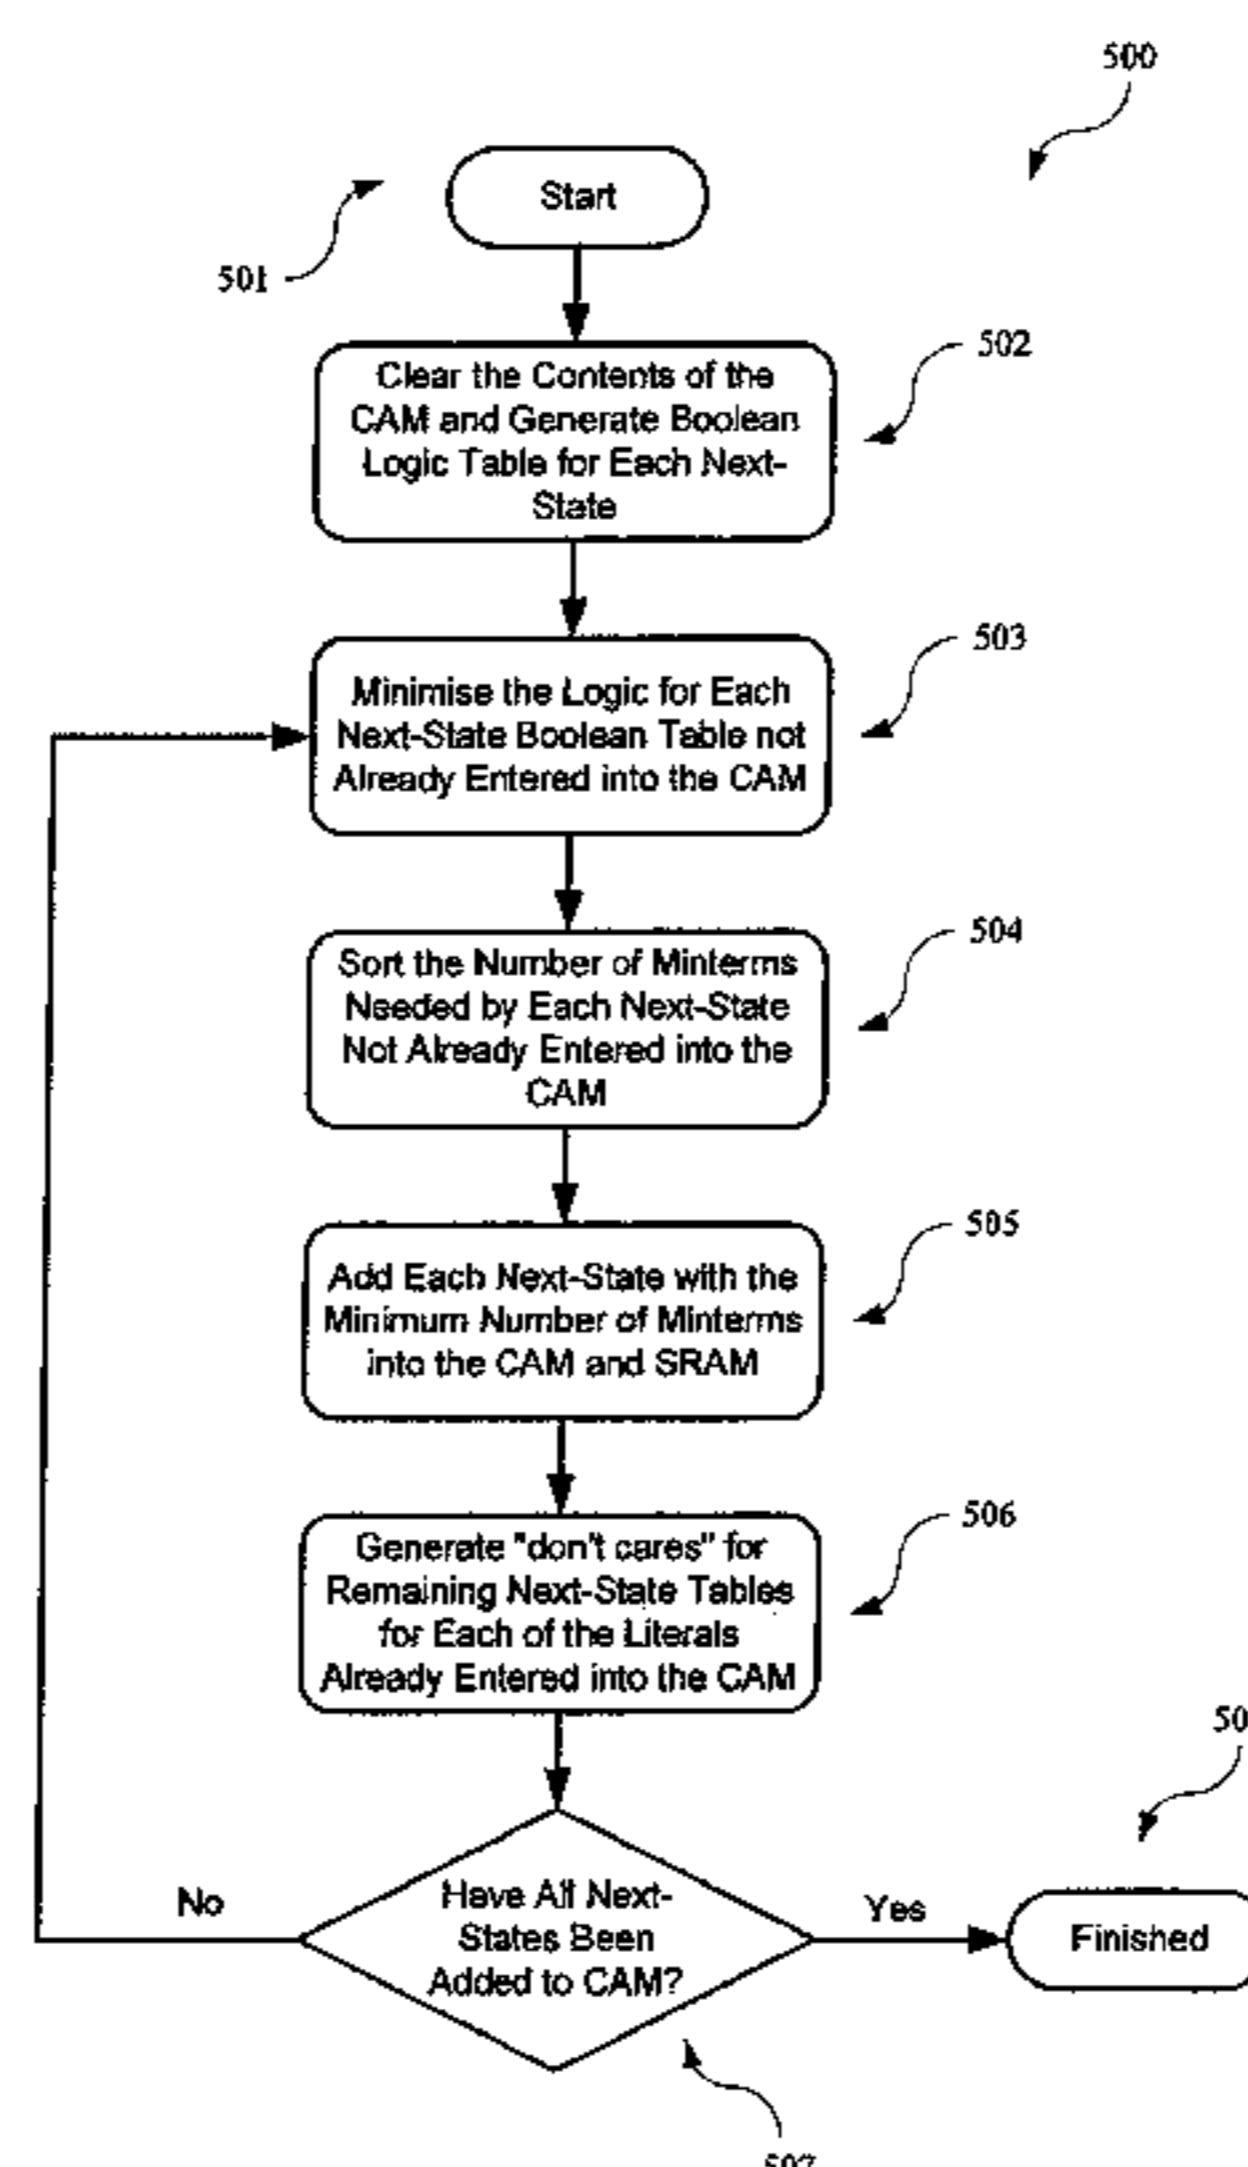 500
Start
501
Clear the Contents of the
CAM and Generate Boolean
Logic Table for Each Next-
State
502
Minimise the Logic for Each
Next-State Boolean Table not
Already Entered into the CAM
503
Sort the Number of Minterms
Needed by Each Next-State
Not Already Entered into the
CAM
504
Add Each Next-State with the
Minimum Number of Minterms
into the CAM and SRAM
505
Generate "don't cares" for
Remaining Next-State Tables
for Each of the Literals
Already Entered into the CAM
506
No
Have All Next-
States Been
Added to CAM?
Yes
Finished
507